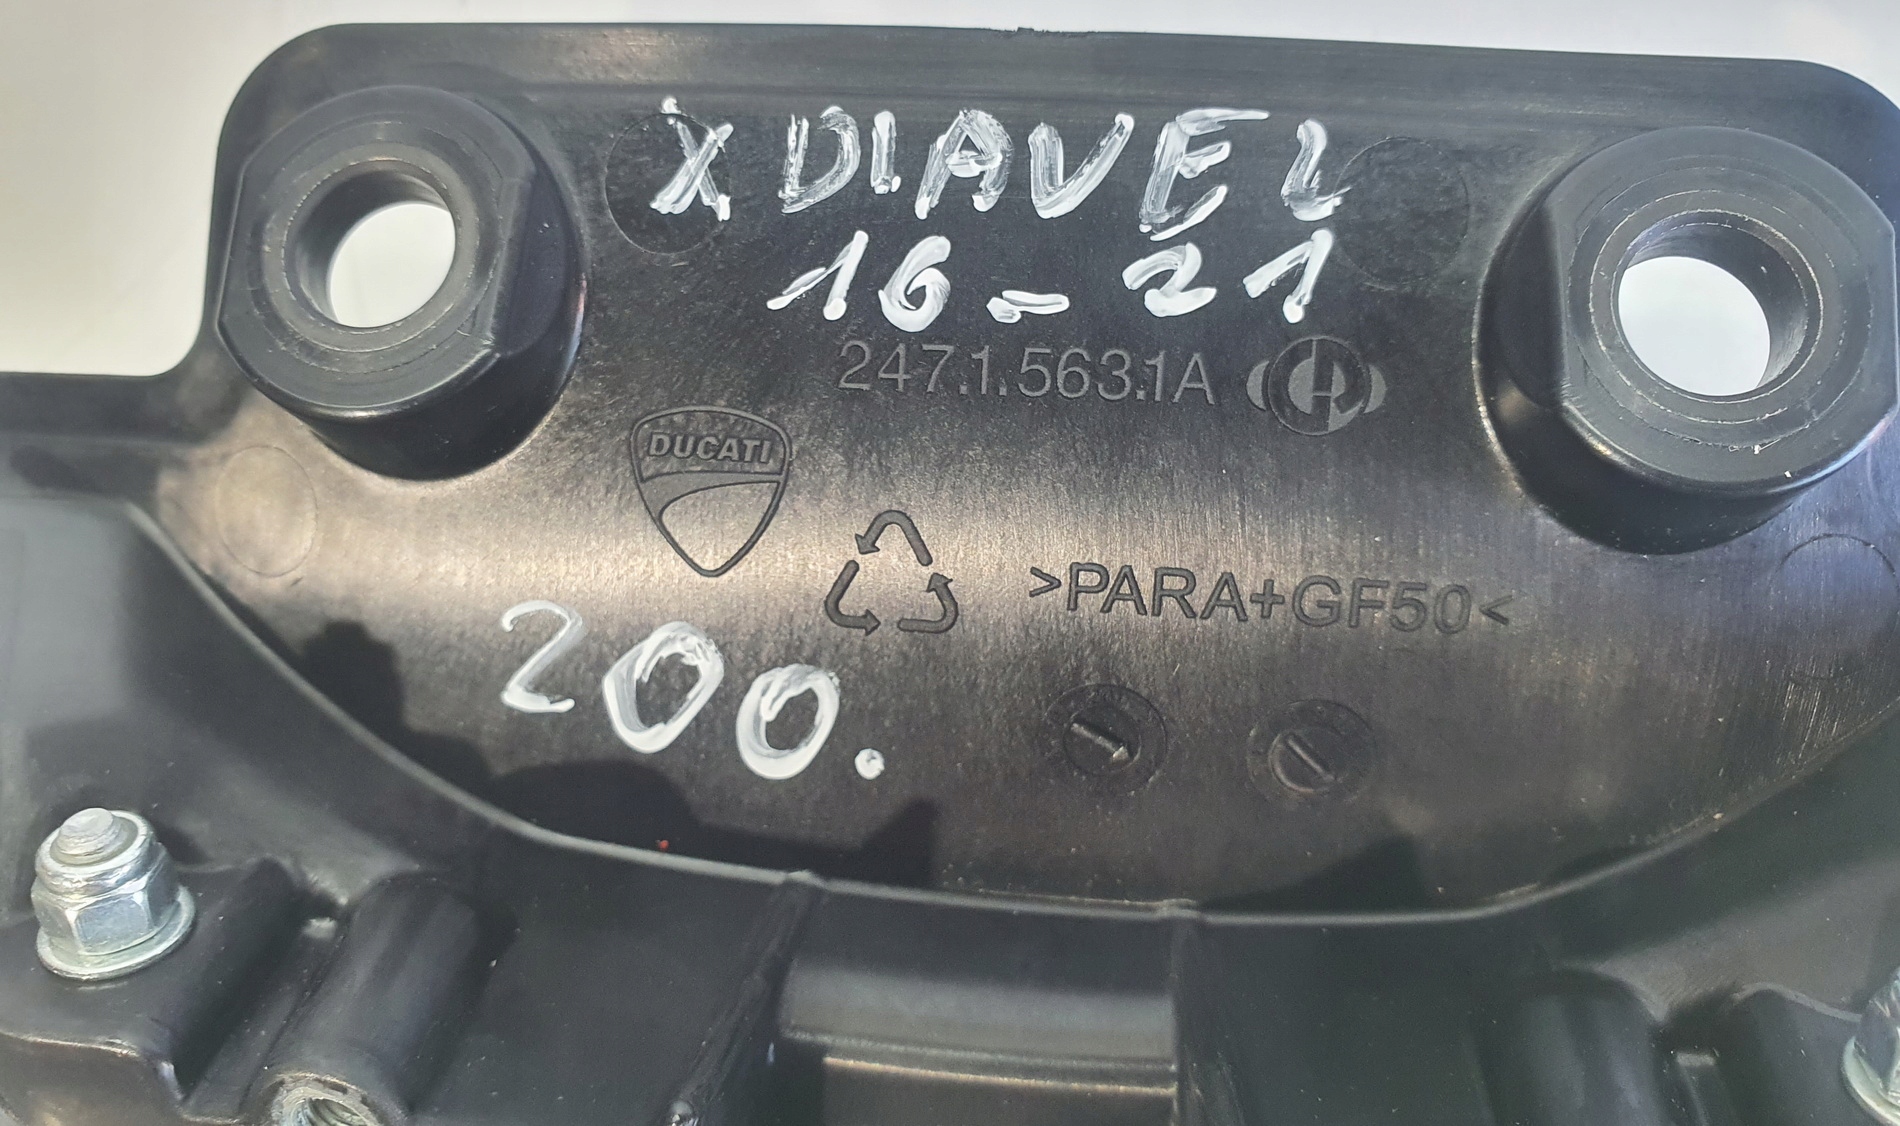 X DIAVEL
16-21
247.1.563.1A
DUCATI
>PARA+GF50<
200.